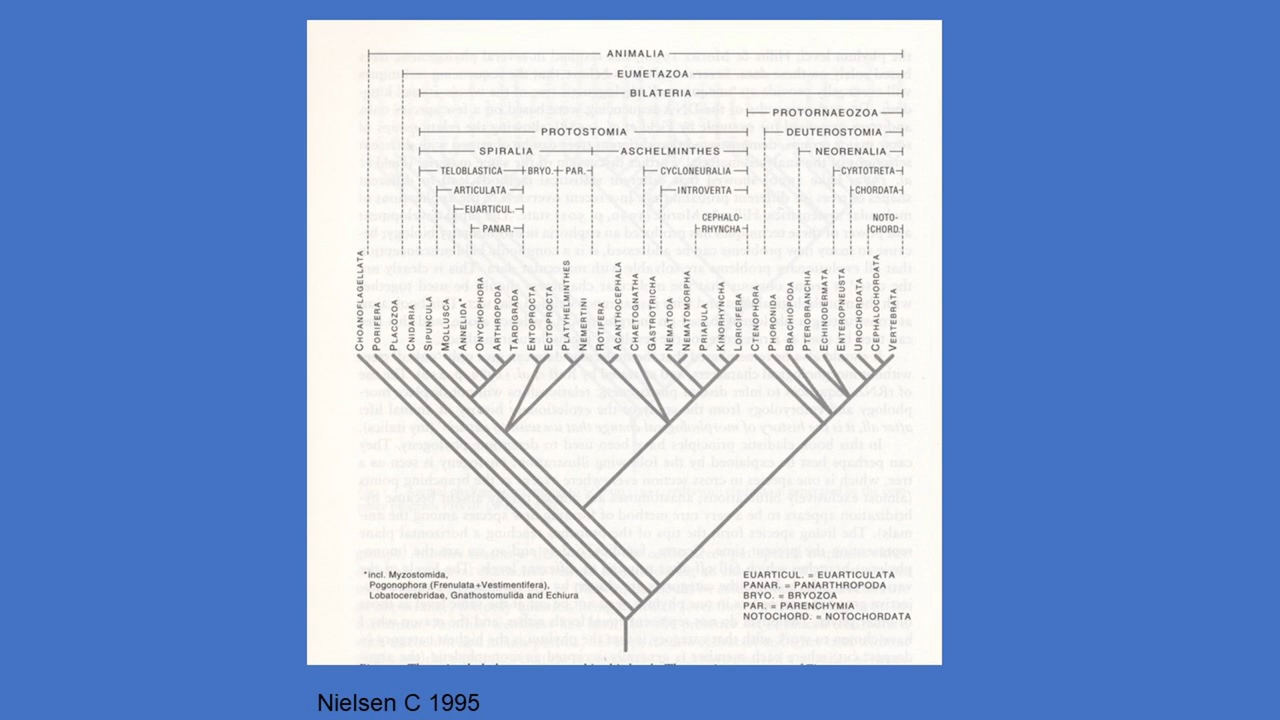 ANIMALIA
EUMETAZOA
BILATERIA
PROTORNAEOZOA
PROTOSTOMIA
DEUTEROSTOMIA
SPIRALIA
ASCHELMINTHES
NEORENALIA
TELOBLASTICA
BRYO.
PAR.
CYCLONEURALIA
CYRTOTRETA
ARTICULATA
INTROVERTA
CHORDATA
EUARTICUL.
PANAR.
CEPHALO-
RHYNCHA
NOTO-
CHORD.
CHOANOFLAGELLATA
PORIFERA
PLACOZOA
CNIDARIA
SIPUNCULA
MOLLUSCA
ANNELIDA*
ONYCHOPHORA
ARTHROPODA
TARDIGRADA
ENTOPROCTA
ECTOPROCTA
PLATYHELMINTHES
NEMERTINI
ROTIFERA
ACANTHOCEPHALA
CHAETOGNATHA
GASTROTRICHA
NEMATODA
NEMATOMORPHA
PRIAPULA
KINORHYNCHA
LORICIFERA
CTENOPHORA
PHORONIDA
BRACHIOPODA
PTEROBRANCHIA
ECHINODERMATA
ENTEROPNEUSTA
UROCHORDATA
CEPHALOCHORDATA
VERTEBRATA
*incl. Myzostomida,
Pogonophora (Frenulata+Vestimentifera),
Lobatocerebridae, Gnathostomulida and Echiura
EUARTICUL. = EUARTICULATA
PANAR. = PANARTHROPODA
BRYO. = BRYOZOA
PAR. = PARENCHYMIA
NOTOCHORD. = NOTOCHORDATA
Nielsen C 1995